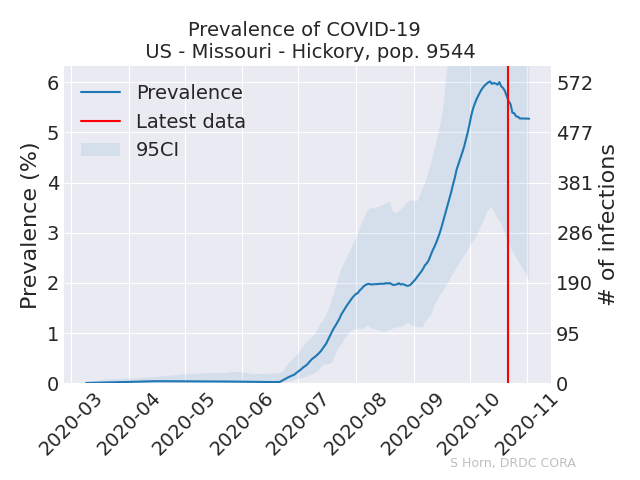 Prevalence of COVID-19
US - Missouri - Hickory, pop. 9544
Prevalence
Latest data
95CI
Prevalence (%)
6
5
4
3
2
1
0
# of infections
572
477
381
286
190
95
0
2020-03
2020-04
2020-05
2020-06
2020-07
2020-08
2020-09
2020-10
2020-11
S Horn, DRDC CORA